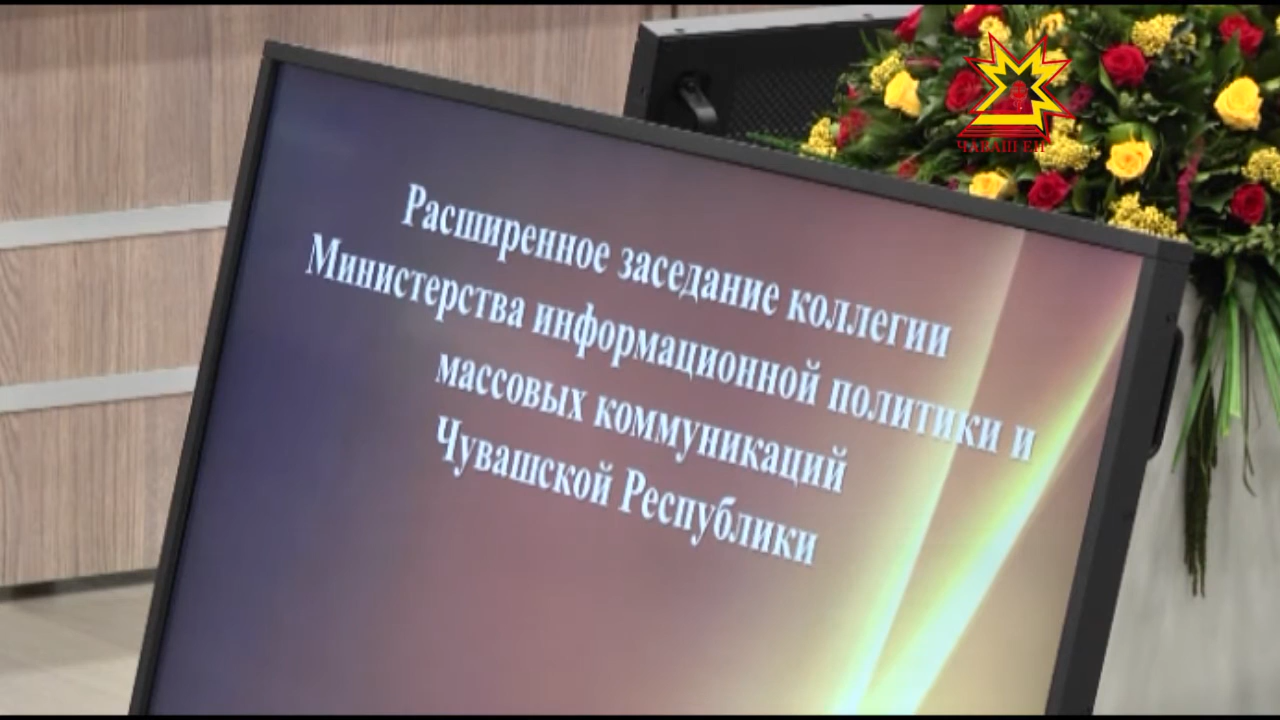 ЧĂВАШ ЕН
Расширенное заседание коллегии
Министерства информационной политики и
массовых коммуникаций
Чувашской Республики